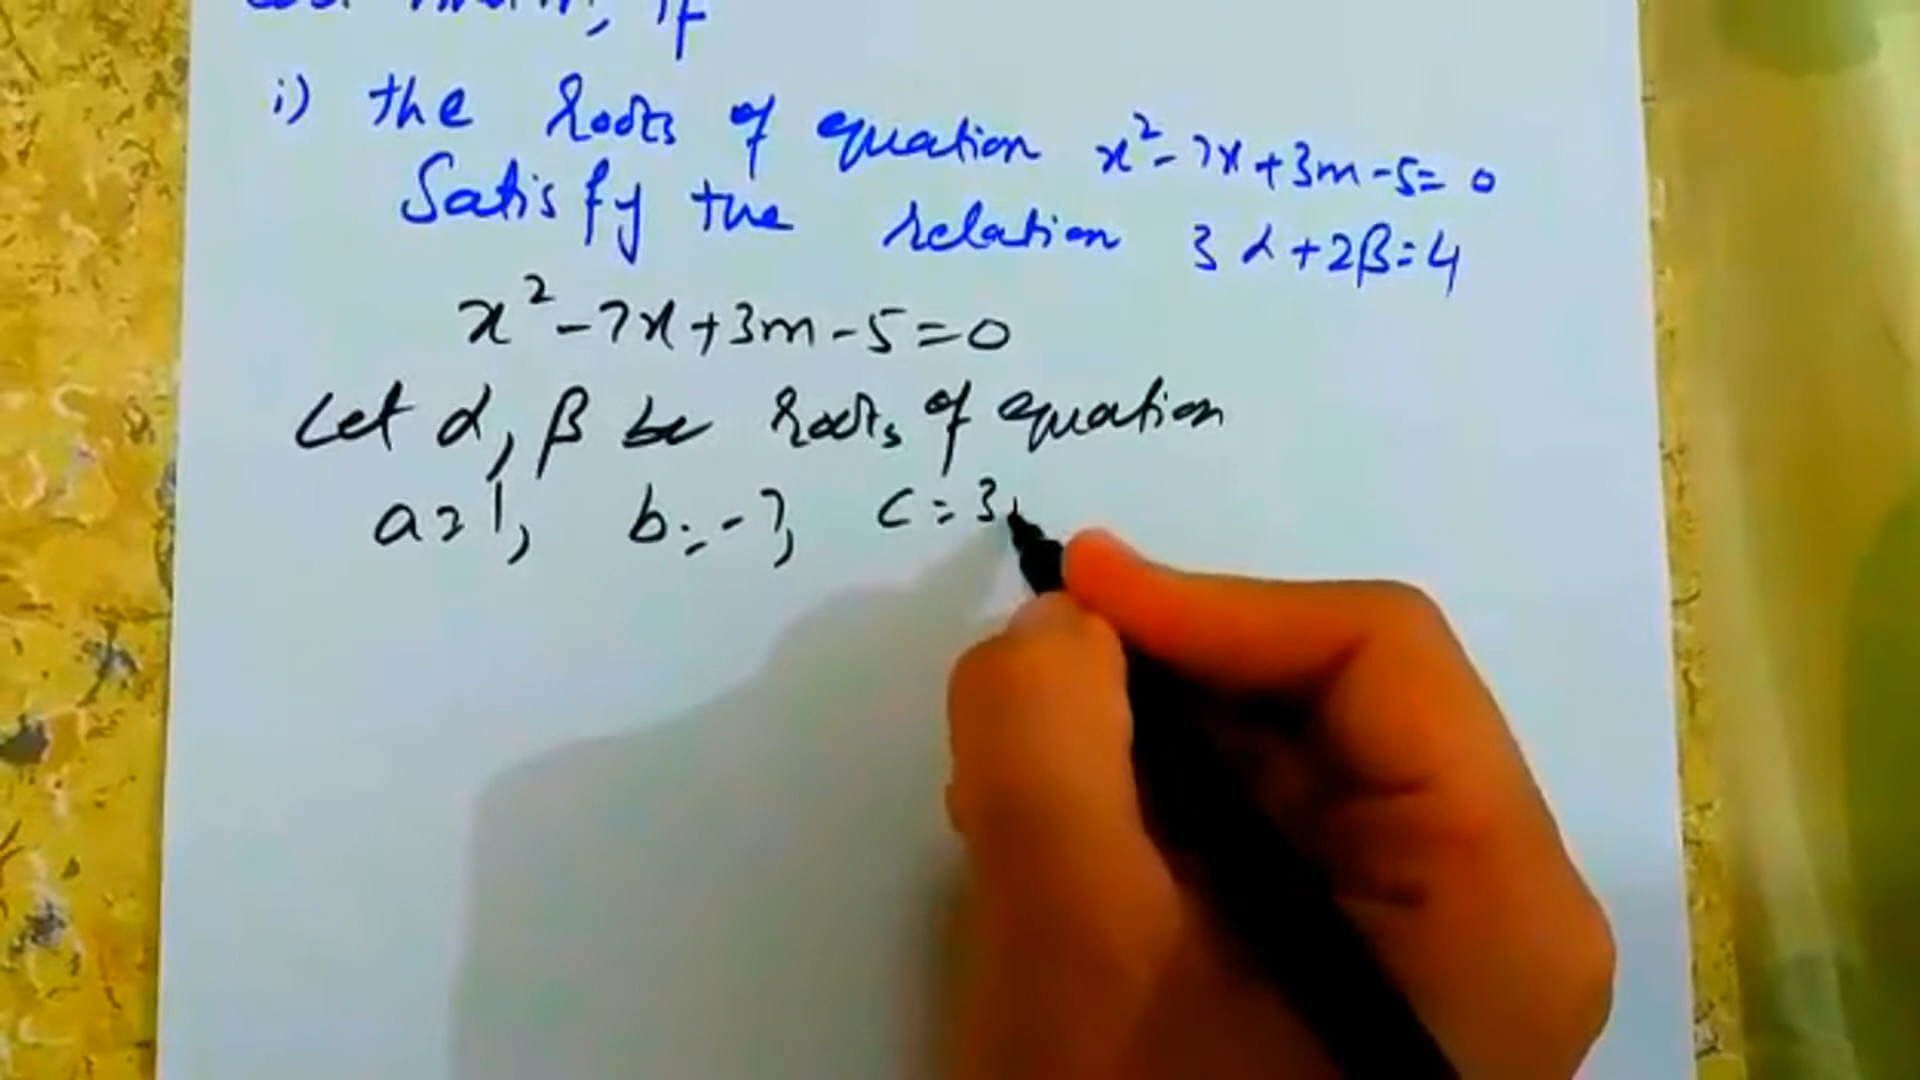 if
i) the roots of equation x²-7x+3m-5=0
Satisfy the relation 3α+2β=4
x²-7x+3m-5=0
Let α, β be roots of equation
a=1, b=-7, c=3